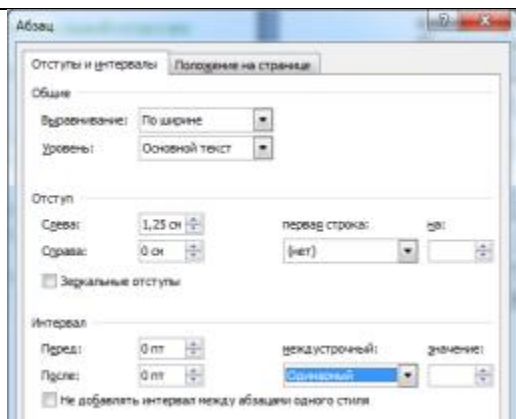 Абзац
Отступы и интервалы Положение на странице
Общие
Выравнивание: По ширине
Уровень: Основной текст
Отступ
Слева: 1,25 см первая строка: на:
Справа: 0 см (нет)
Зеркальные отступы
Интервал
Перед: 0 пт междустрочный: значение:
После: 0 пт Одинарный
Не добавлять интервал между абзацами одного стиля